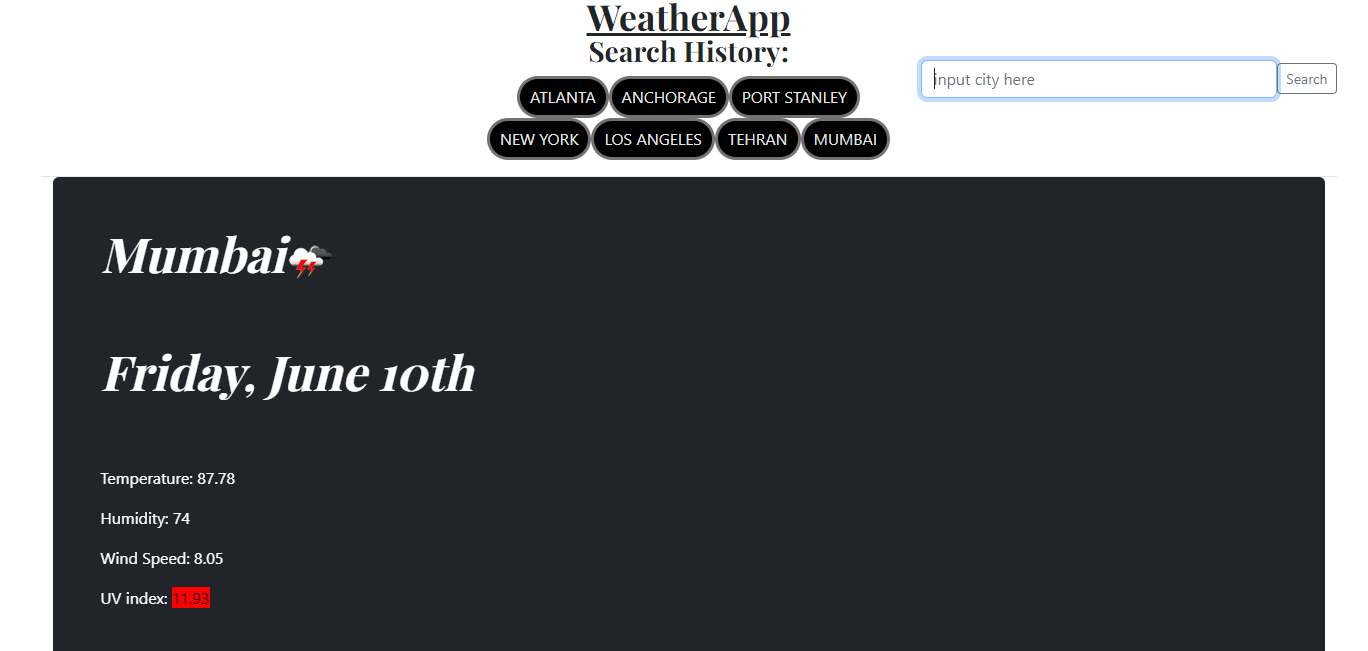 WeatherApp
Search History:
input city here
Search
ATLANTA ANCHORAGE PORT STANLEY
NEW YORK LOS ANGELES TEHRAN MUMBAI
Mumbai
Friday, June 10th
Temperature: 87.78
Humidity: 74
Wind Speed: 8.05
UV index: 11.93